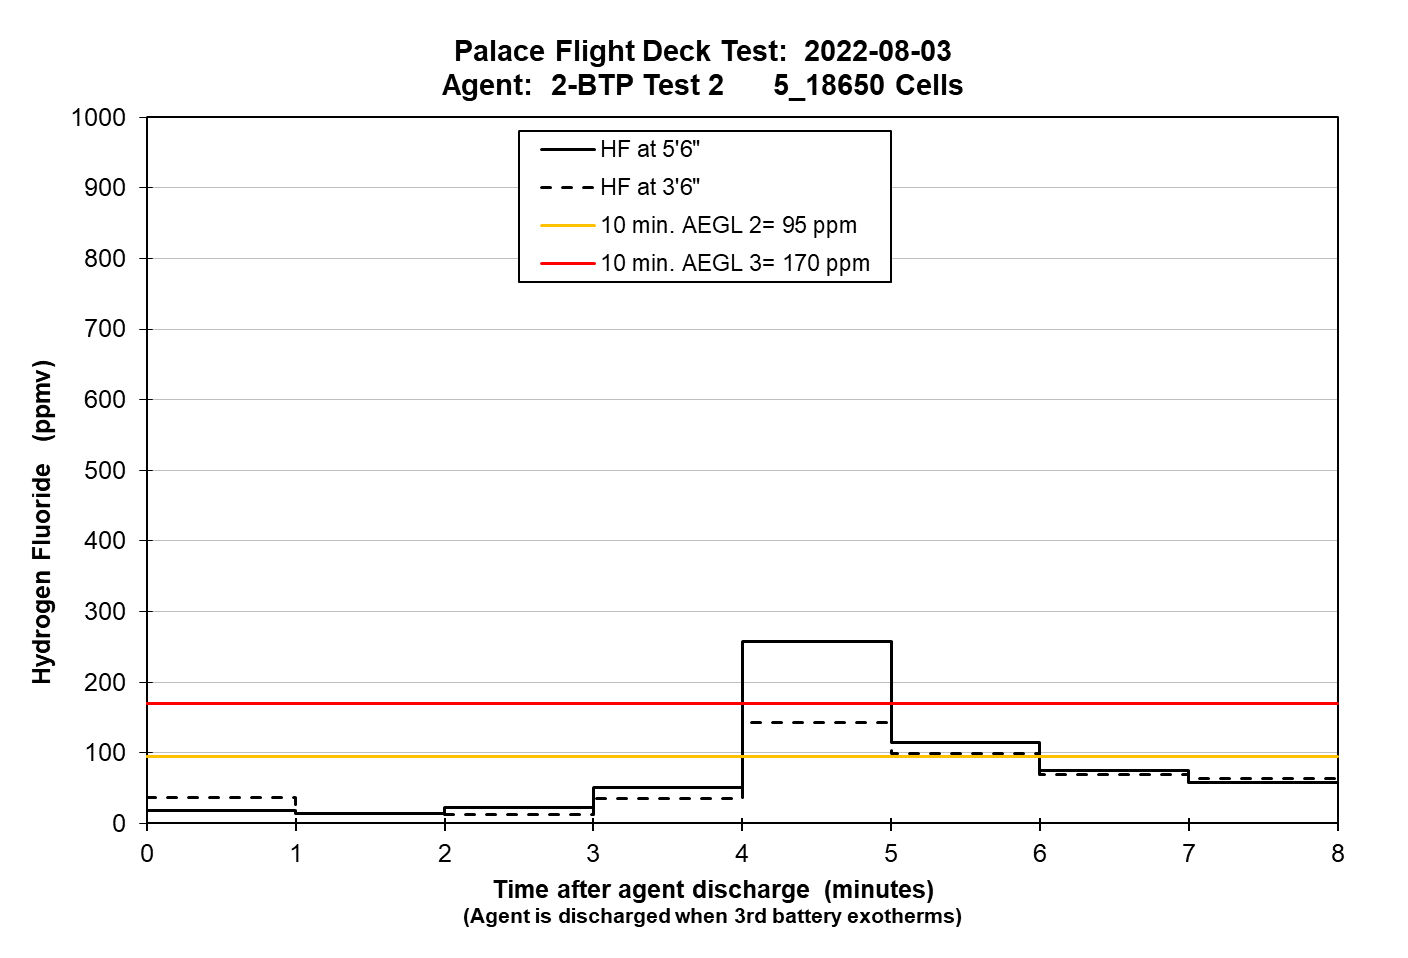 Palace Flight Deck Test: 2022-08-03
Agent: 2-BTP Test 2 5_18650 Cells
HF at 5'6"
HF at 3'6"
10 min. AEGL 2= 95 ppm
10 min. AEGL 3= 170 ppm
Hydrogen Fluoride (ppmv)
1000
900
800
700
600
500
400
300
200
100
0
0 1 2 3 4 5 6 7 8
Time after agent discharge (minutes)
(Agent is discharged when 3rd battery exotherms)